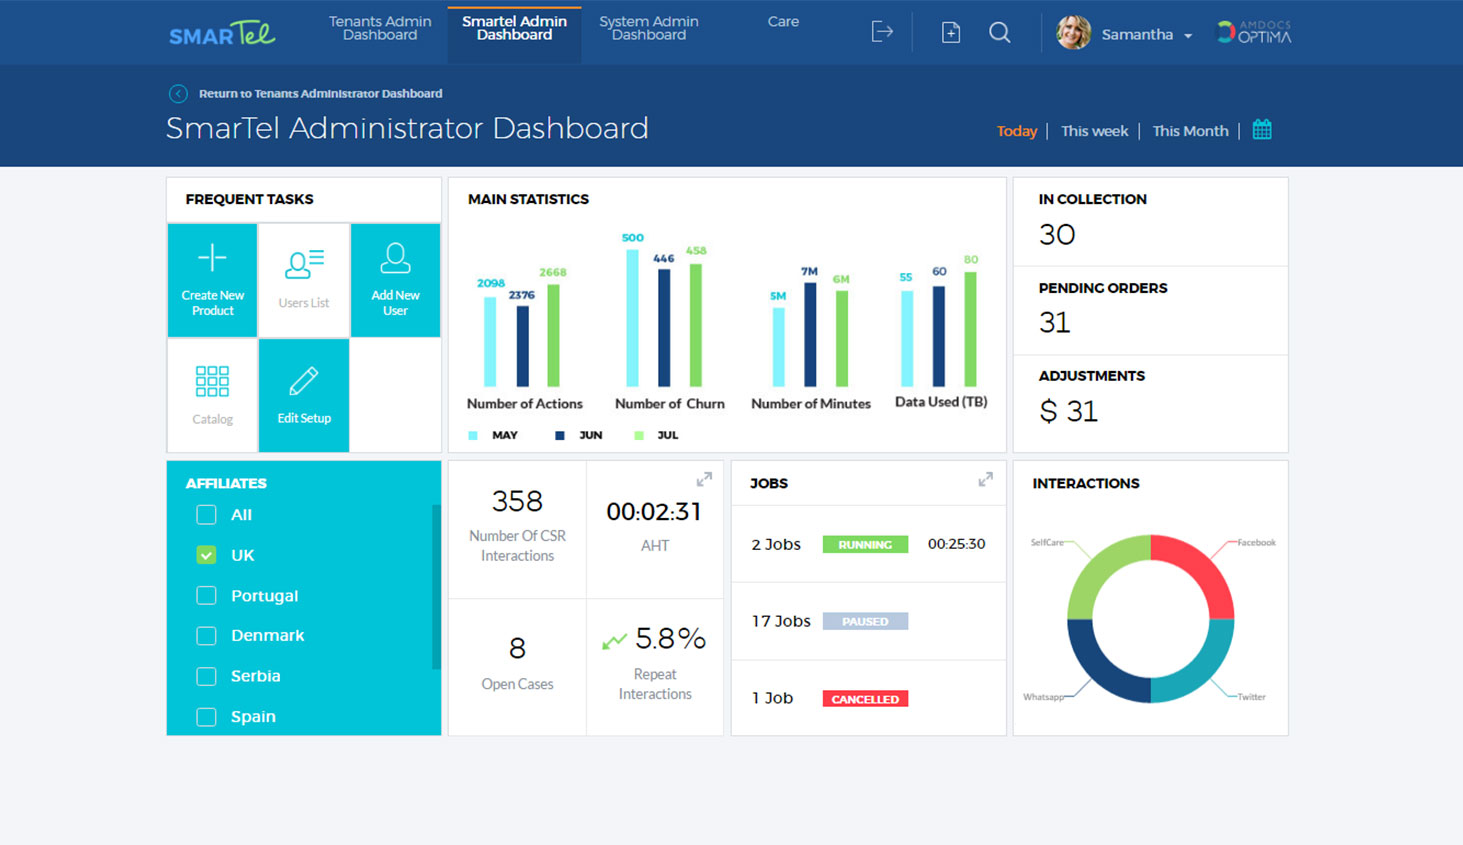 SMARTel
Tenants Admin
Dashboard
Smartel Admin
Dashboard
System Admin
Dashboard
Care
Samantha
AMDOCS
OPTIMA
Return to Tenants Administrator Dashboard
SmarTel Administrator Dashboard
Today | This week | This Month |
FREQUENT TASKS
Create New
Product
Users List
Add New
User
Catalog
Edit Setup
MAIN STATISTICS
2098
2376
2668
Number of Actions
500
446
458
Number of Churn
5M
7M
6M
Number of Minutes
55
60
80
Data Used (TB)
MAY
JUN
JUL
IN COLLECTION
30
PENDING ORDERS
31
ADJUSTMENTS
$ 31
AFFILIATES
All
UK
Portugal
Denmark
Serbia
Spain
358
Number Of CSR
Interactions
00:02:31
AHT
8
Open Cases
5.8%
Repeat
Interactions
JOBS
2 Jobs RUNNING 00:25:30
17 Jobs PAUSED
1 Job CANCELLED
INTERACTIONS
SelfCare
Facebook
Whatsapp
Twitter